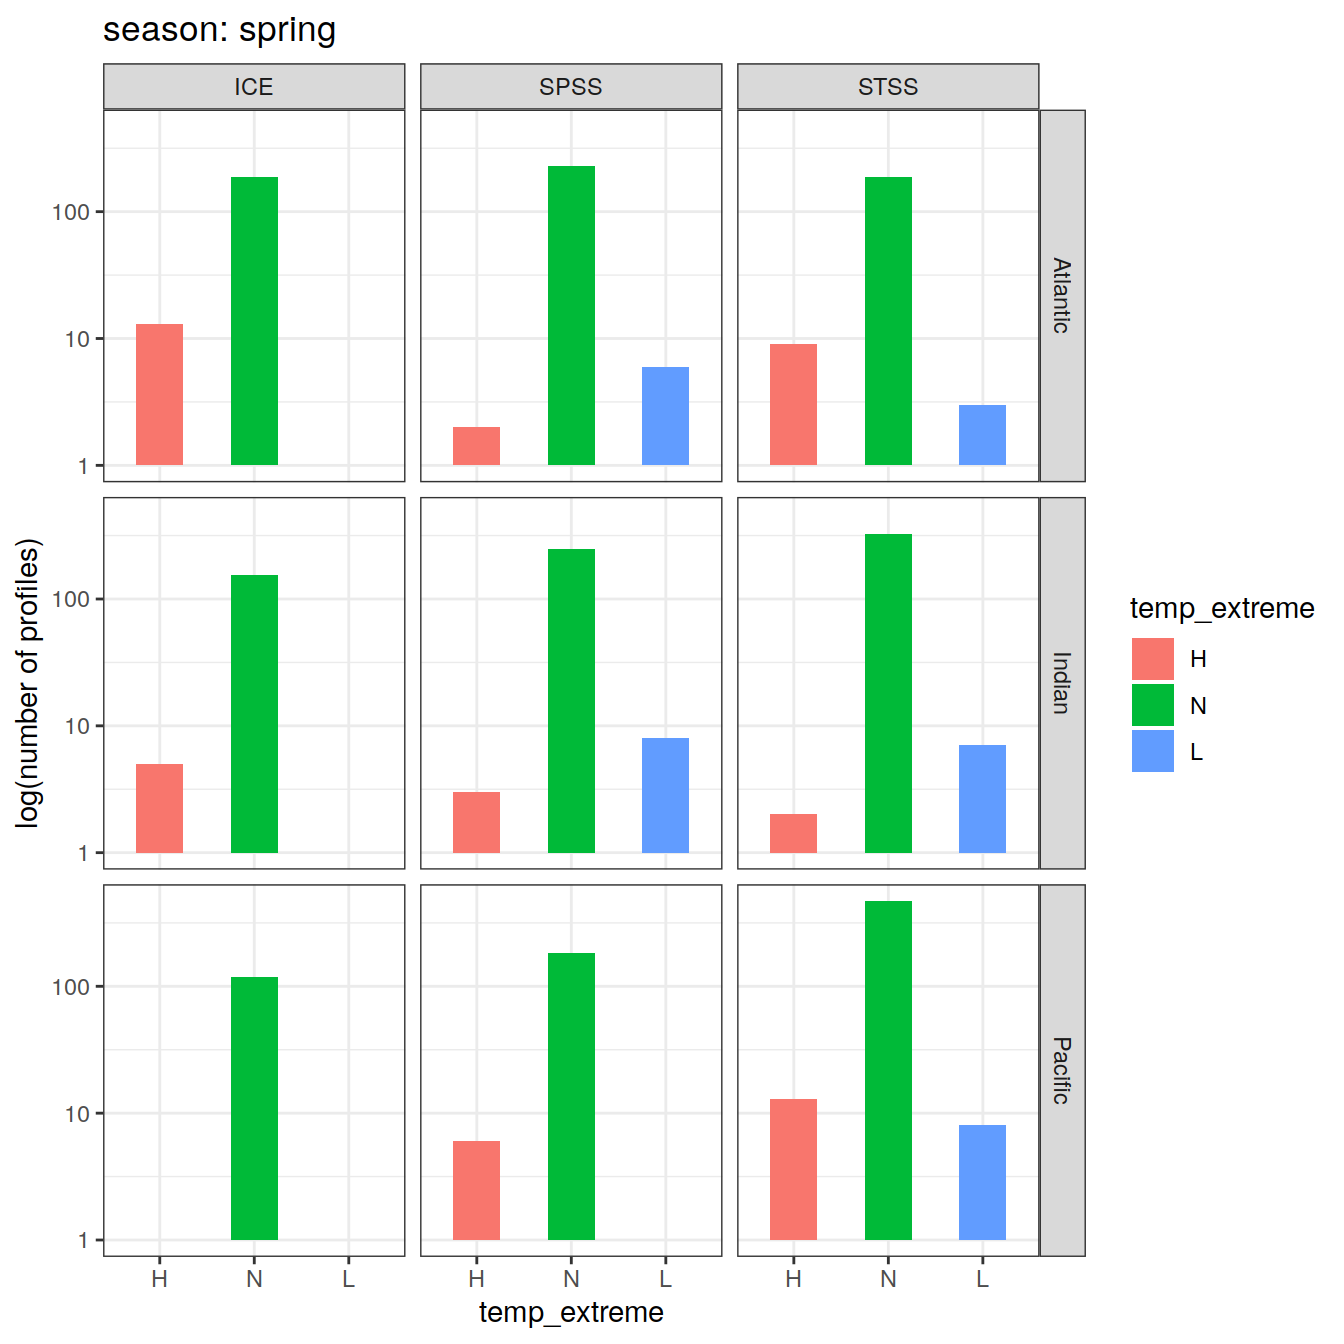 season: spring
ICE
SPSS
STSS
100
10
1
Atlantic
100
10
1
Indian
100
10
1
Pacific
log(number of profiles)
H
N
L
H
N
L
H
N
L
temp_extreme
temp_extreme
H
N
L